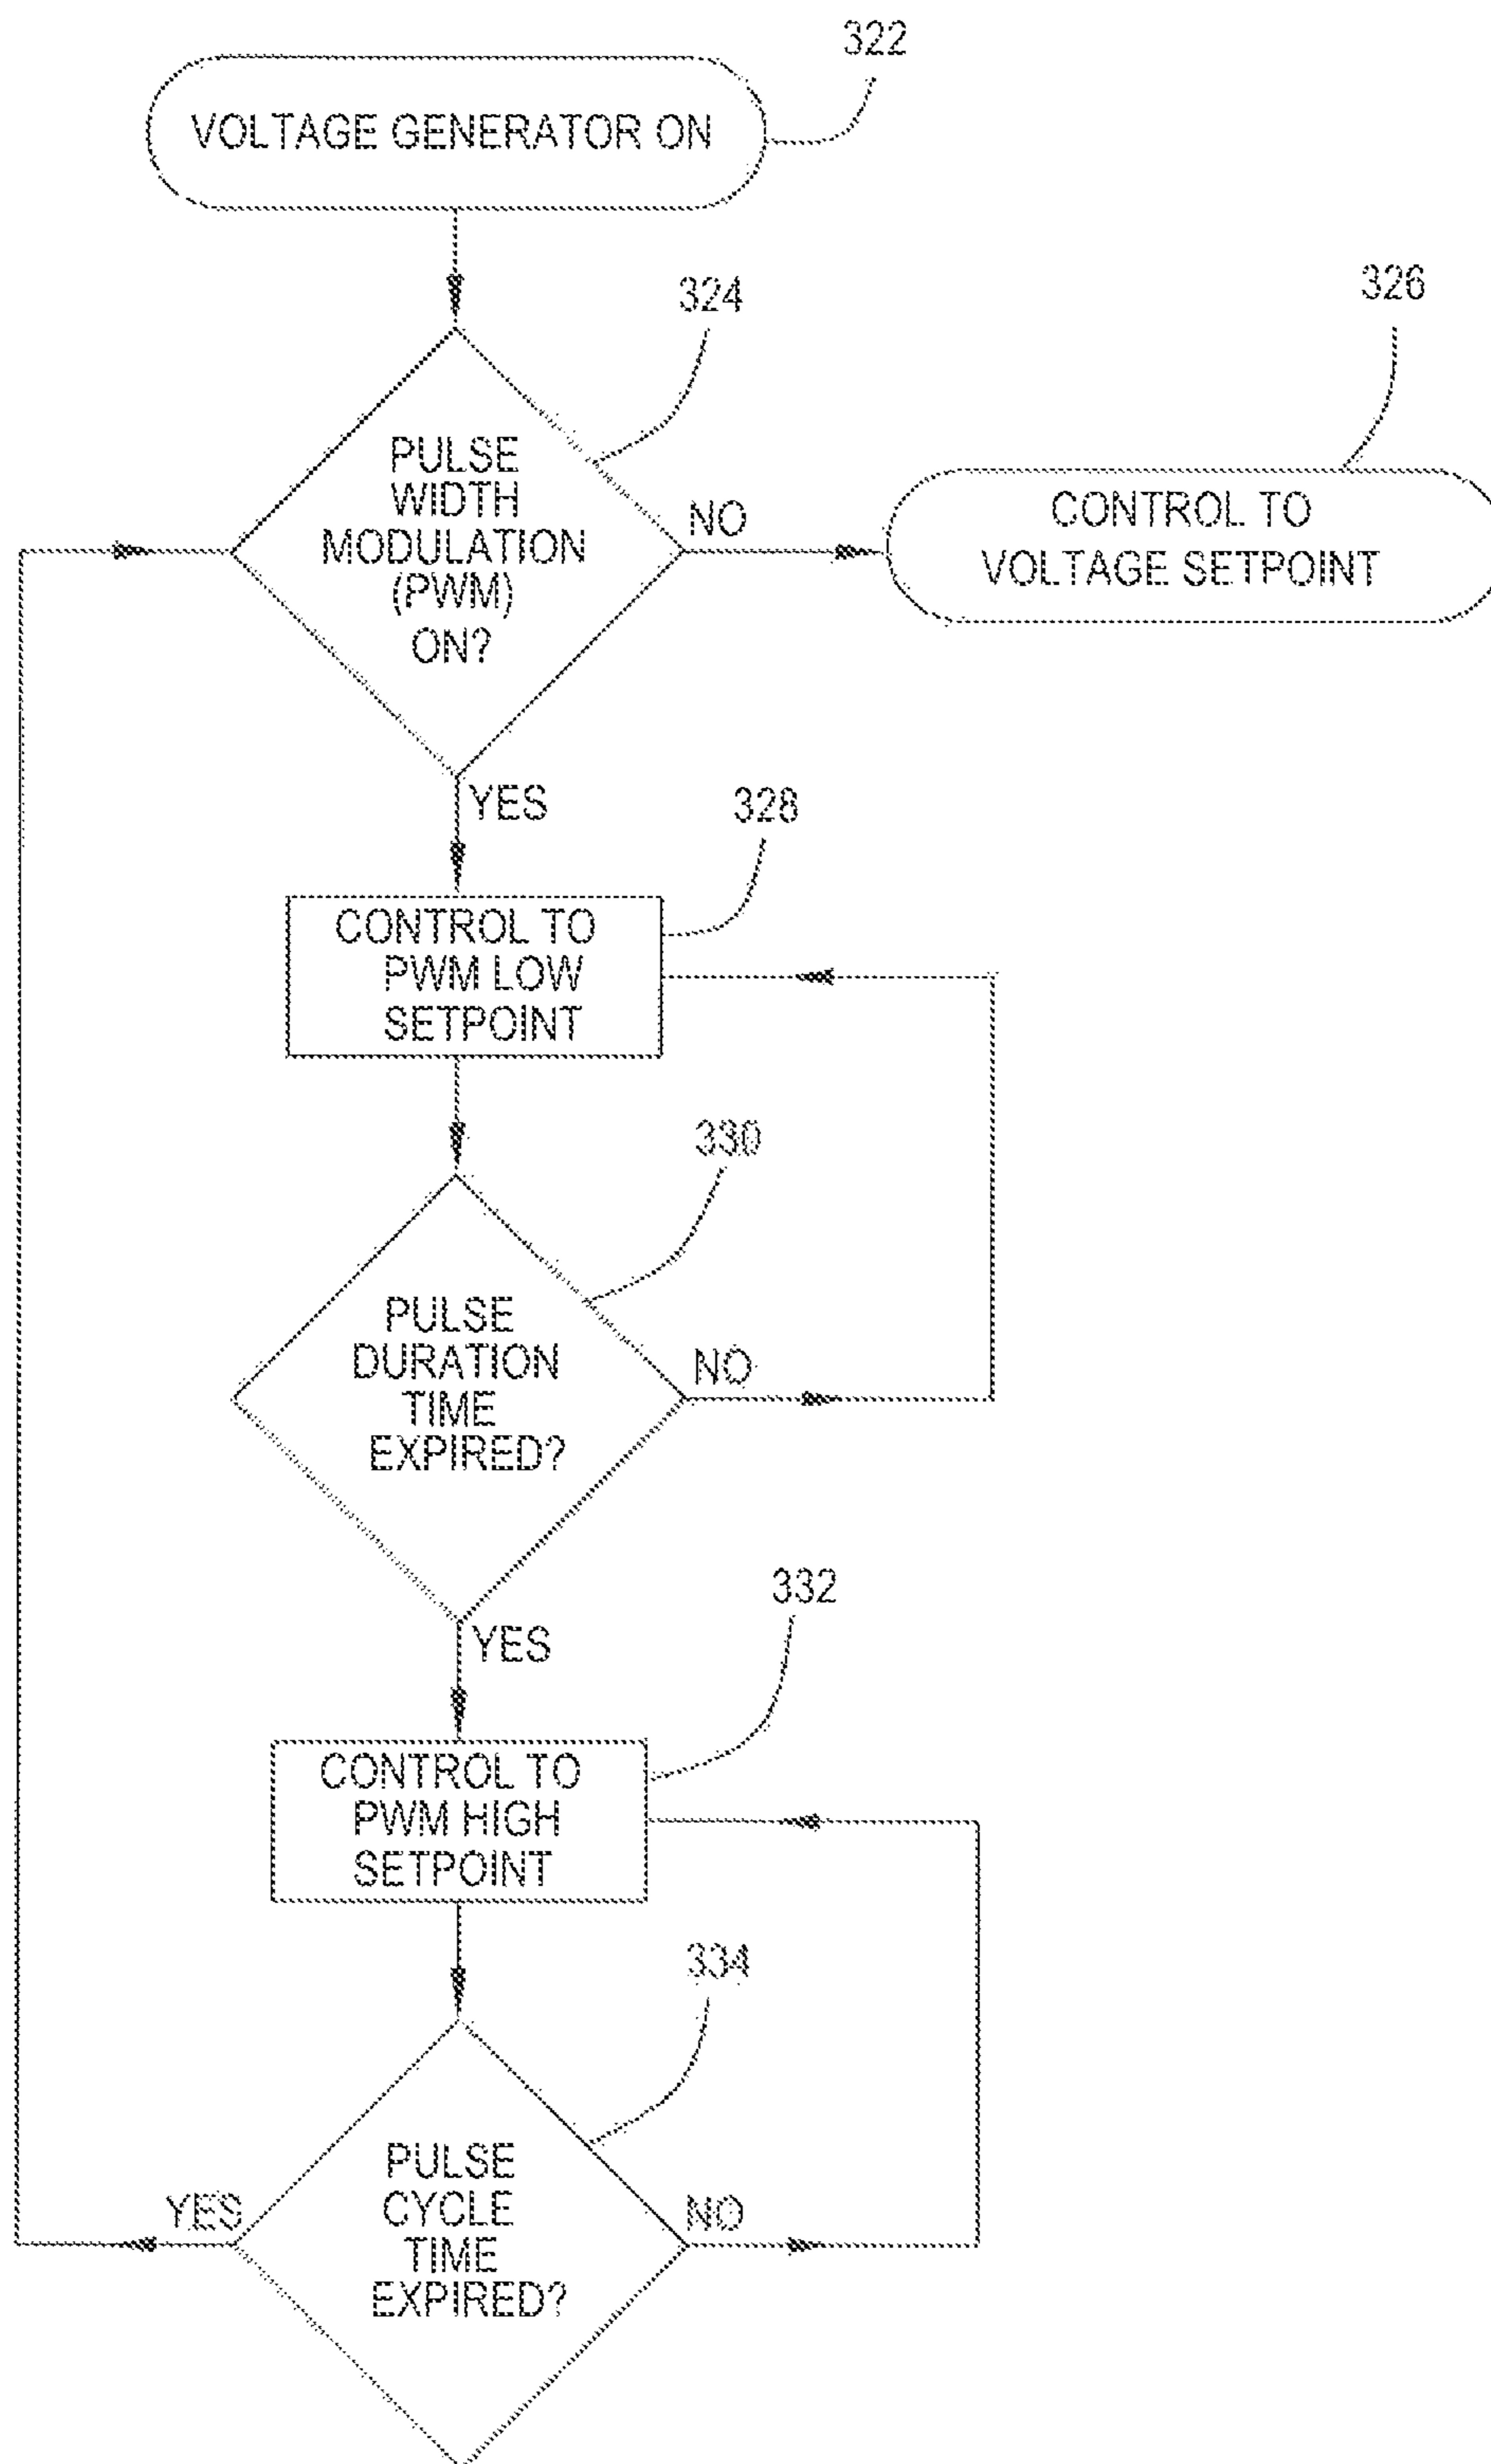 322
VOLTAGE GENERATOR ON
324
326
PULSE
WIDTH
MODULATION
(PWM)
ON?
NO
CONTROL TO
VOLTAGE SETPOINT
YES
328
CONTROL TO
PWM LOW
SETPOINT
330
PULSE
DURATION
TIME
EXPIRED?
NO
YES
332
CONTROL TO
PWM HIGH
SETPOINT
334
PULSE
CYCLE
TIME
EXPIRED?
YES
NO